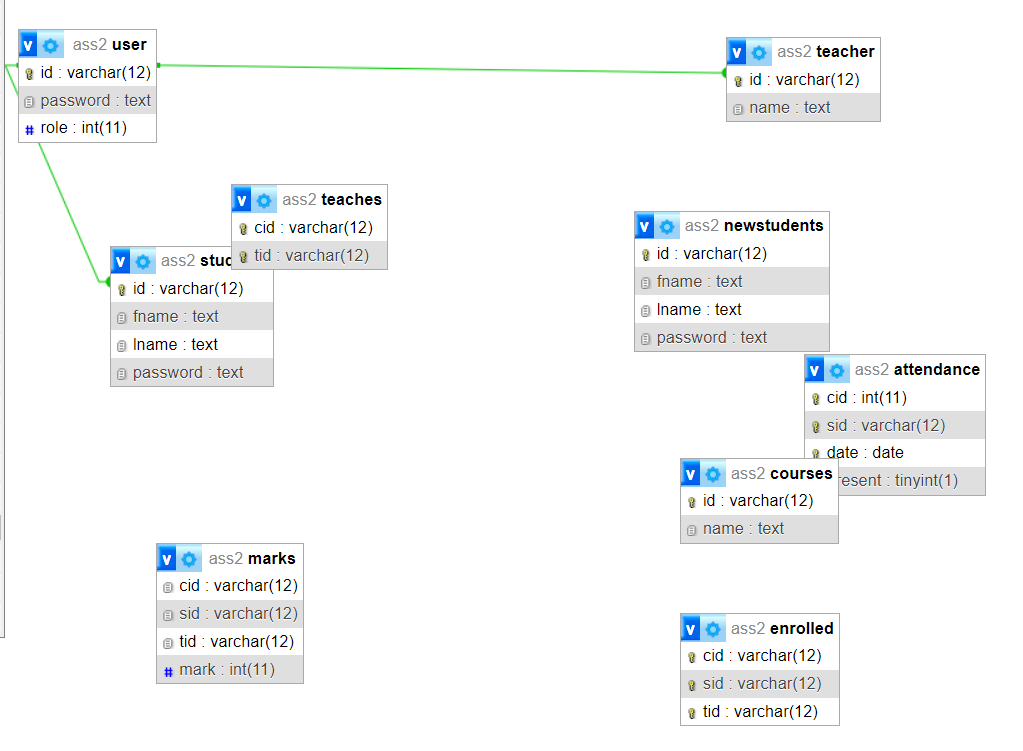 ass2 user
id : varchar(12)
password : text
role : int(11)
ass2 teacher
id : varchar(12)
name : text
ass2 teaches
cid : varchar(12)
tid : varchar(12)
ass2
id : varchar(12)
fname : text
lname : text
password : text
ass2 newstudents
id : varchar(12)
fname : text
lname : text
password : text
ass2 attendance
cid : int(11)
sid : varchar(12)
date : date
resent : tinyint(1)
ass2 courses
id : varchar(12)
name : text
ass2 marks
cid : varchar(12)
sid : varchar(12)
tid : varchar(12)
mark : int(11)
ass2 enrolled
cid : varchar(12)
sid : varchar(12)
tid : varchar(12)